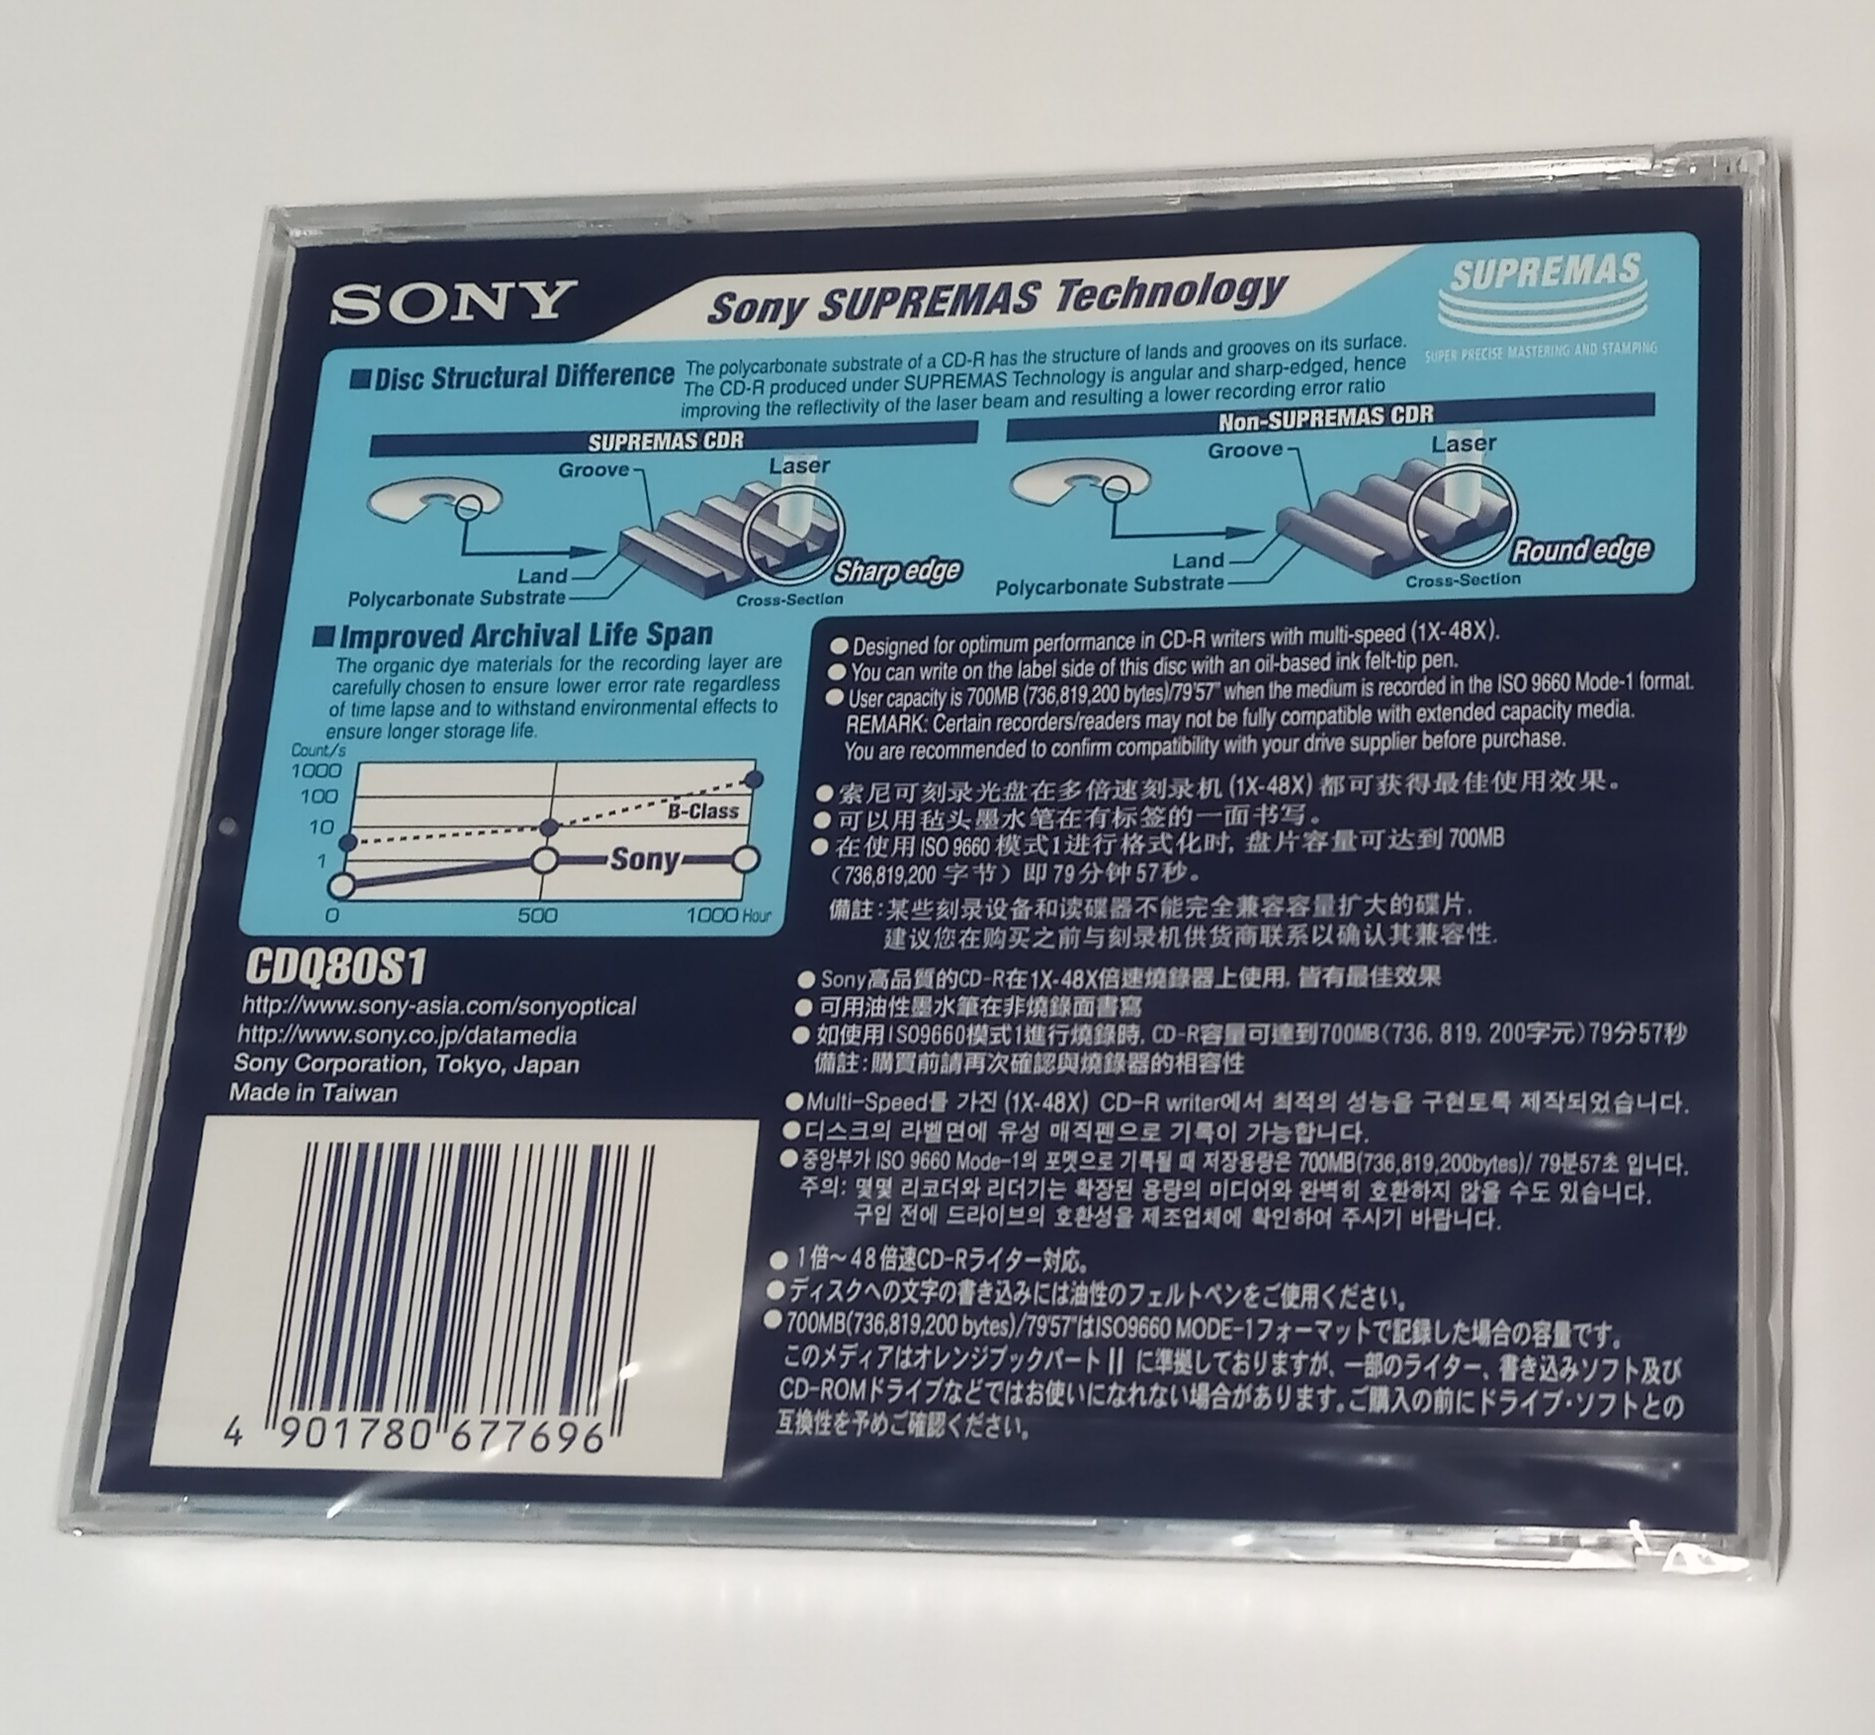 SONY
Sony SUPREMAS Technology
SUPREMAS
SUPER PRECISE MASTERING AND STAMPING
Disc Structural Difference
The polycarbonate substrate of a CD-R has the structure of lands and grooves on its surface.
The CD-R produced under SUPREMAS Technology is angular and sharp-edged, hence
improving the reflectivity of the laser beam and resulting a lower recording error ratio
SUPREMAS CDR
Groove
Laser
Land
Polycarbonate Substrate
Sharp edge
Cross-Section
Non-SUPREMAS CDR
Groove
Laser
Land
Polycarbonate Substrate
Round edge
Cross-Section
Improved Archival Life Span
The organic dye materials for the recording layer are
carefully chosen to ensure lower error rate regardless
of time lapse and to withstand environmental effects to
ensure longer storage life.
Count/s
1000
100
10
1
B-Class
Sony
0 500 1000 Hour
CDQ80S1
http://www.sony-asia.com/sonyoptical
http://www.sony.co.jp/datamedia
Sony Corporation, Tokyo, Japan
Made in Taiwan
4 901780 677696
● Designed for optimum performance in CD-R writers with multi-speed (1X-48X).
● You can write on the label side of this disc with an oil-based ink felt-tip pen.
● User capacity is 700MB (736,819,200 bytes)/79'57" when the medium is recorded in the ISO 9660 Mode-1 format.
REMARK: Certain recorders/readers may not be fully compatible with extended capacity media.
You are recommended to confirm compatibility with your drive supplier before purchase.
● 索尼可刻录光盘在多倍速刻录机 (1X-48X) 都可获得最佳使用效果。
● 可以用毡头墨水笔在有标签的一面书写。
● 在使用 ISO 9660 模式1进行格式化时, 盘片容量可达到 700MB
(736,819,200 字节) 即 79分钟 57秒。
備註:某些刻录设备和读碟器不能完全兼容容量扩大的碟片,
建议您在购买之前与刻录机供货商联系以确认其兼容性.
● Sony高品質的CD-R在1X-48X倍速燒錄器上使用, 皆有最佳效果
● 可用油性墨水筆在非燒錄面書寫
● 如使用ISO9660模式1進行燒錄時, CD-R容量可達到700MB(736, 819, 200字元)79分57秒
備註:購買前請再次確認與燒錄器的相容性
● Multi-Speed를 가진 (1X-48X) CD-R writer에서 최적의 성능을 구현토록 제작되었습니다.
● 디스크의 라벨면에 유성 매직펜으로 기록이 가능합니다.
● 중앙부가 ISO 9660 Mode-1의 포멧으로 기록될 때 저장용량은 700MB(736,819,200bytes)/ 79분57초 입니다.
주의: 몇몇 리코더와 리더기는 확장된 용량의 미디어와 완벽히 호환하지 않을 수도 있습니다.
구입 전에 드라이브의 호환성을 제조업체에 확인하여 주시기 바랍니다.
● 1倍～48倍速CD-Rライター対応。
● ディスクへの文字の書き込みには油性のフェルトペンをご使用ください。
● 700MB(736,819,200 bytes)/79'57"はISO9660 MODE-1フォーマットで記録した場合の容量です。
このメディアはオレンジブックパートⅡに準拠しておりますが、一部のライター、書き込みソフト及び
CD-ROMドライブなどではお使いになれない場合があります。ご購入の前にドライブ・ソフトとの
互換性を予めご確認ください。